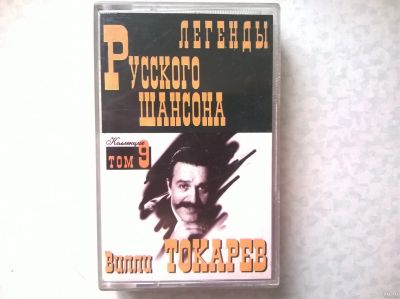 ЛЕГЕНДЫ
РУССКОГО
ШАНСОНА
Коллекция
ТОМ 9
Вилли ТОКАРЕВ